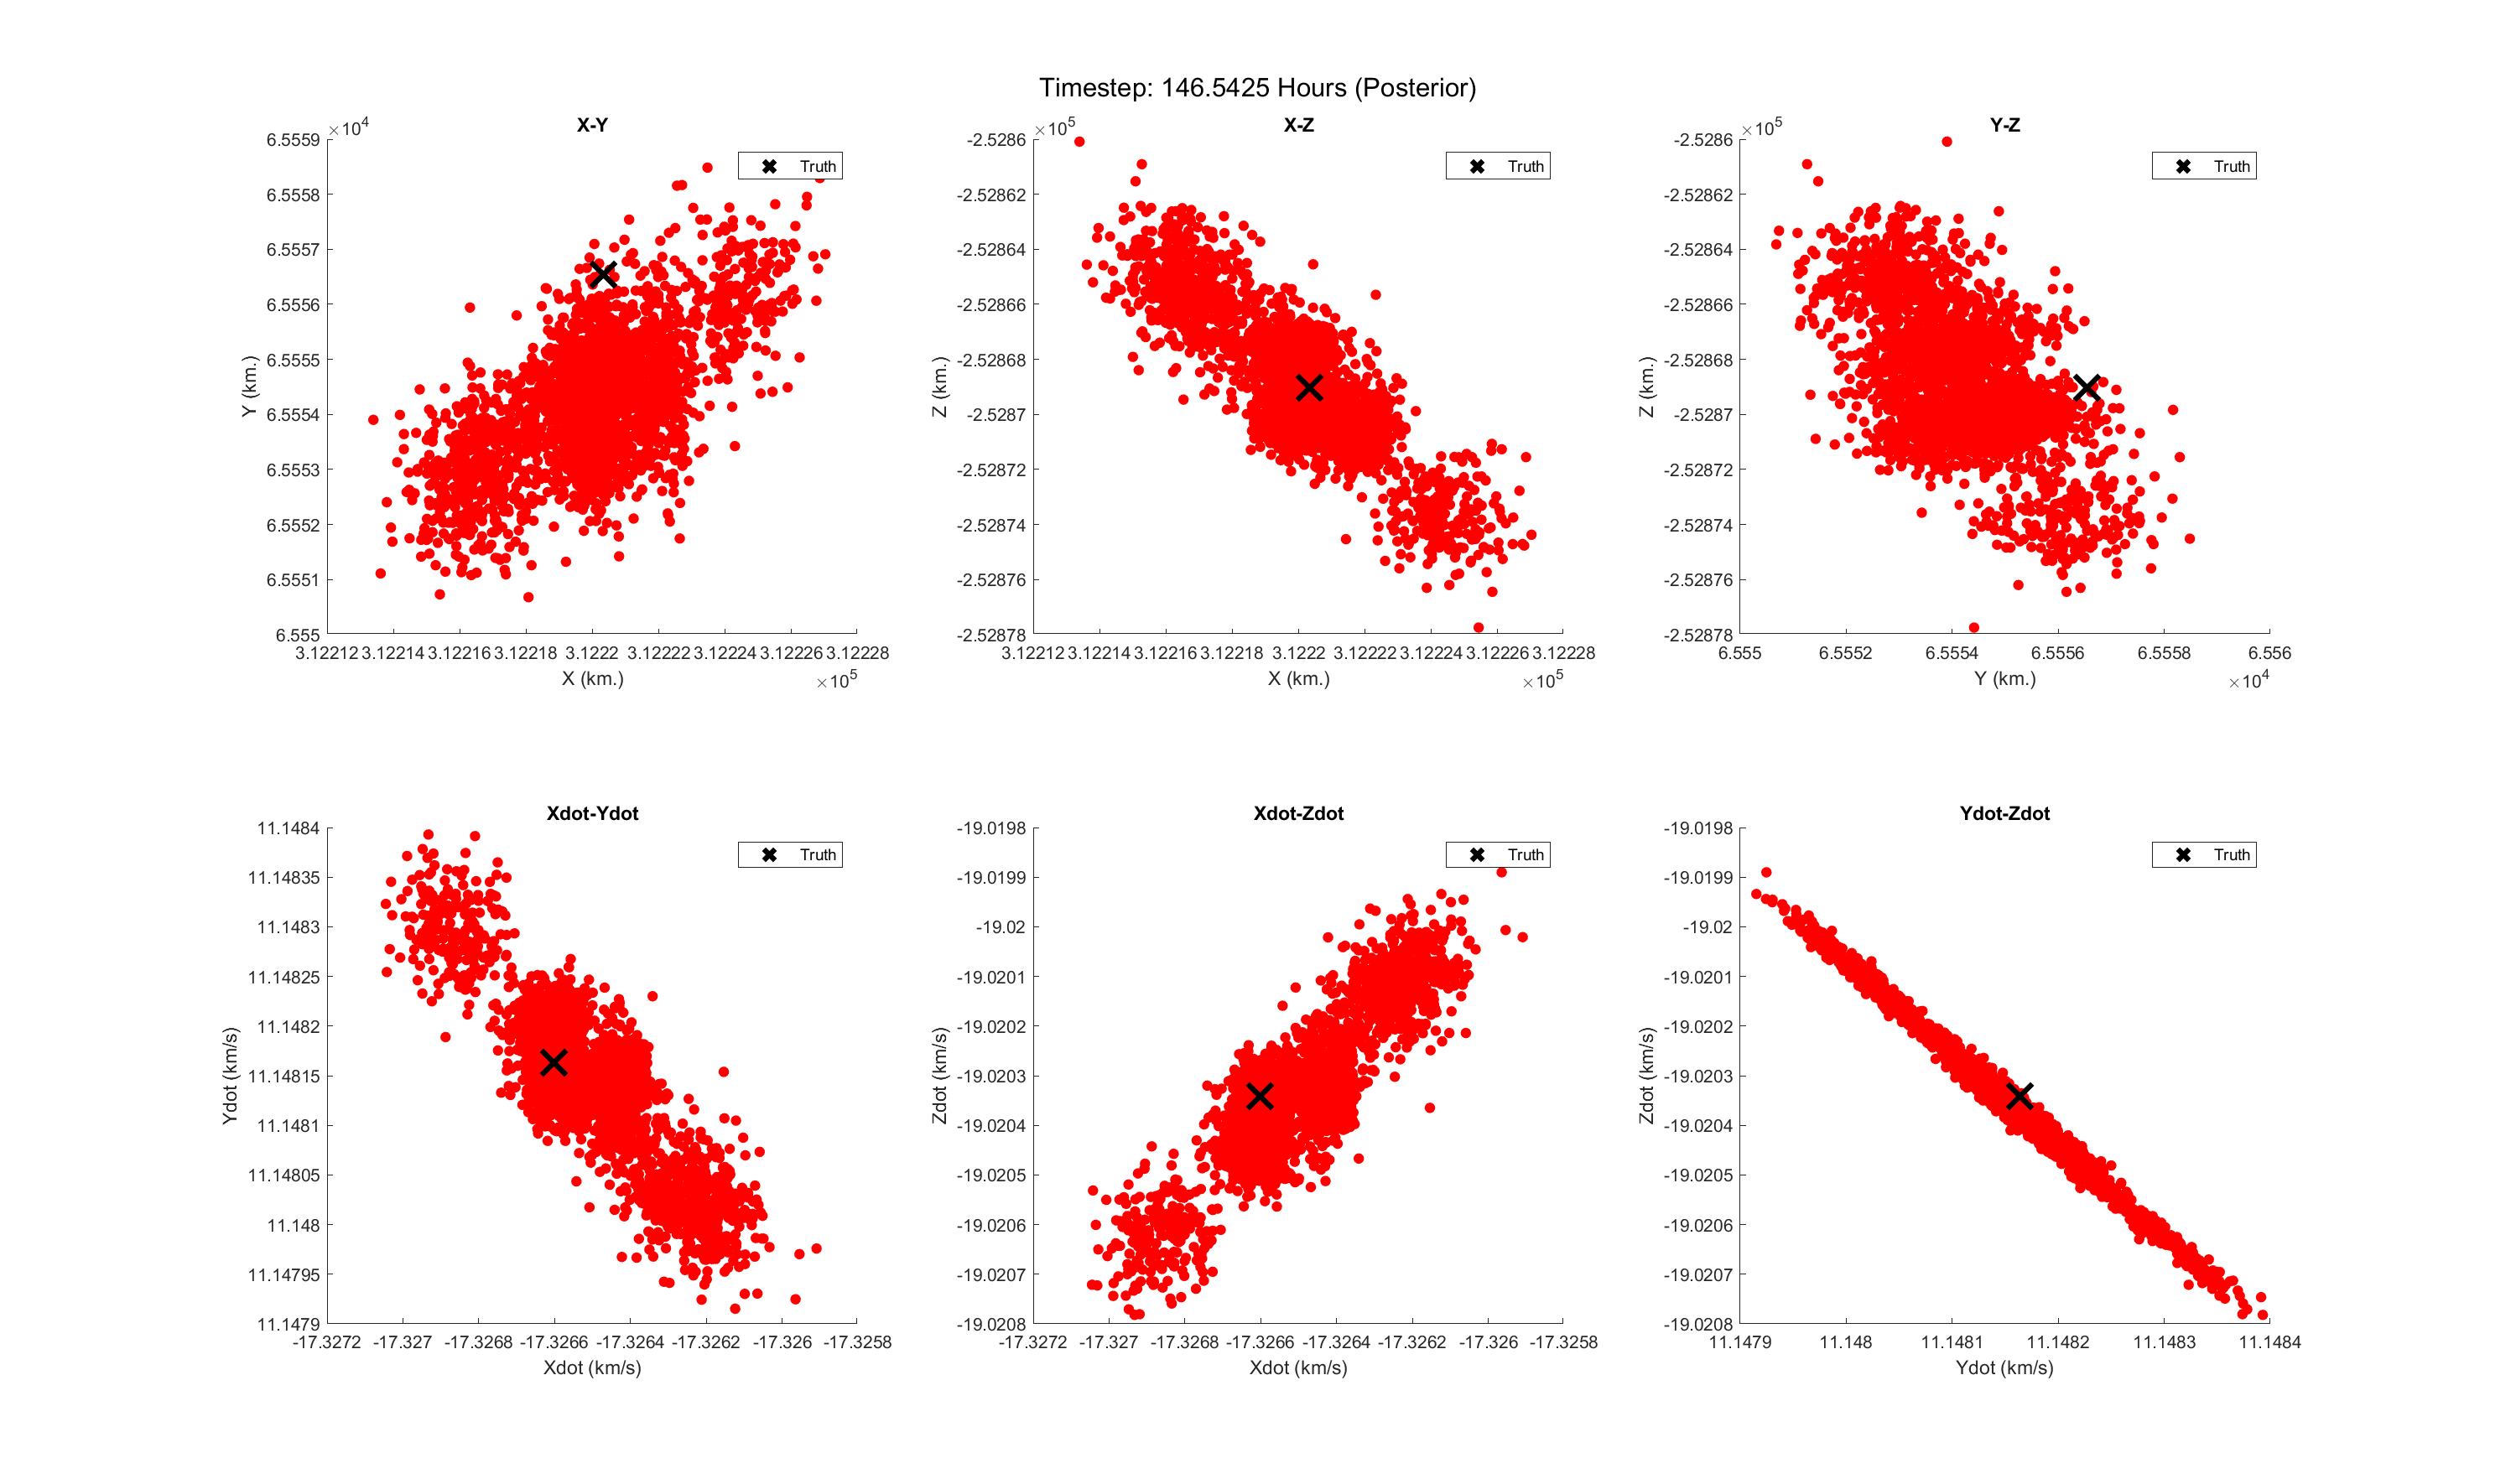 Timestep: 146.5425 Hours (Posterior)
X-Y
×10^4
6.5559
6.5558
6.5557
6.5556
6.5555
6.5554
6.5553
6.5552
6.5551
6.555
Y (km.)
Truth
3.12212 3.12214 3.12216 3.12218 3.1222 3.12222 3.12224 3.12226 3.12228
X (km.)
×10^5
X-Z
×10^5
-2.5286
-2.52862
-2.52864
-2.52866
-2.52868
-2.5287
-2.52872
-2.52874
-2.52876
-2.52878
Z (km.)
Truth
3.12212 3.12214 3.12216 3.12218 3.1222 3.12222 3.12224 3.12226 3.12228
X (km.)
×10^5
Y-Z
×10^5
-2.5286
-2.52862
-2.52864
-2.52866
-2.52868
-2.5287
-2.52872
-2.52874
-2.52876
-2.52878
Z (km.)
Truth
6.555 6.5552 6.5554 6.5556 6.5558 6.556
Y (km.)
×10^4
Xdot-Ydot
11.1484
11.14835
11.1483
11.14825
11.1482
11.14815
11.1481
11.14805
11.148
11.14795
11.1479
Ydot (km/s)
Truth
-17.3272 -17.327 -17.3268 -17.3266 -17.3264 -17.3262 -17.326 -17.3258
Xdot (km/s)
Xdot-Zdot
-19.0198
-19.0199
-19.02
-19.0201
-19.0202
-19.0203
-19.0204
-19.0205
-19.0206
-19.0207
-19.0208
Zdot (km/s)
Truth
-17.3272 -17.327 -17.3268 -17.3266 -17.3264 -17.3262 -17.326 -17.3258
Xdot (km/s)
Ydot-Zdot
-19.0198
-19.0199
-19.02
-19.0201
-19.0202
-19.0203
-19.0204
-19.0205
-19.0206
-19.0207
-19.0208
Zdot (km/s)
Truth
11.1479 11.148 11.1481 11.1482 11.1483 11.1484
Ydot (km/s)